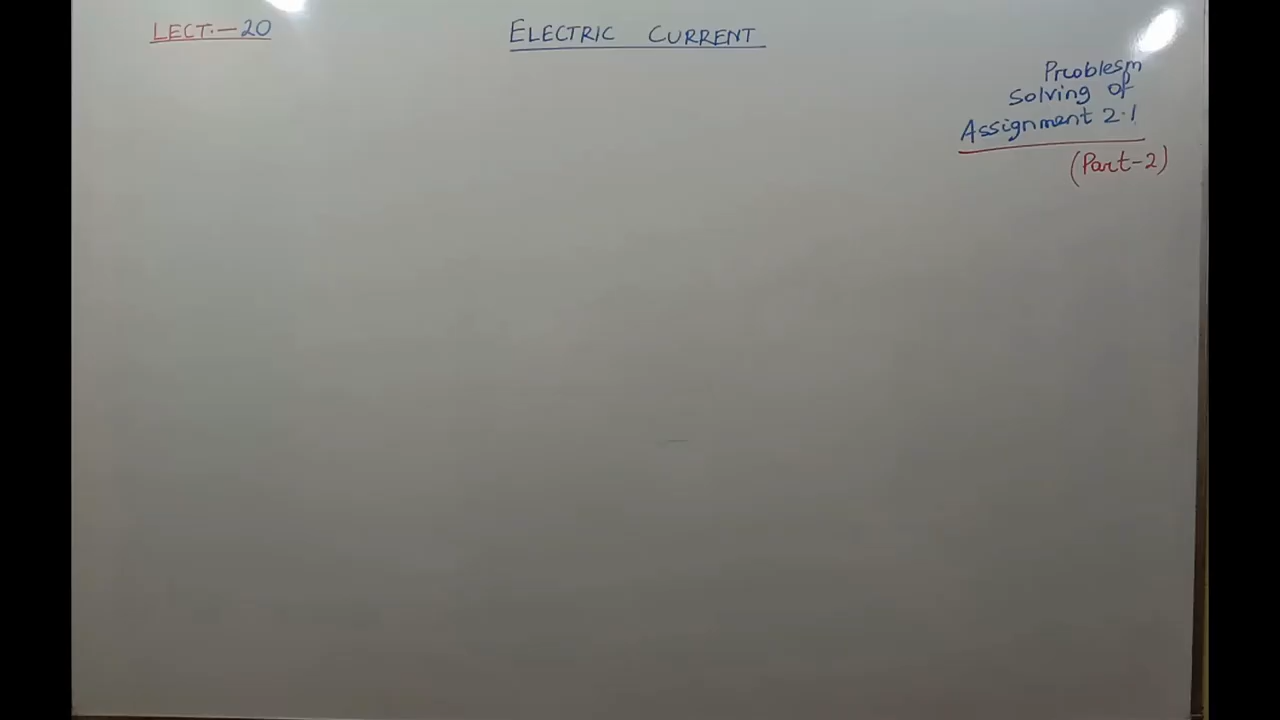 LECT.-20
ELECTRIC CURRENT
Problesm
Solving of
Assignment 2.1
(Part-2)